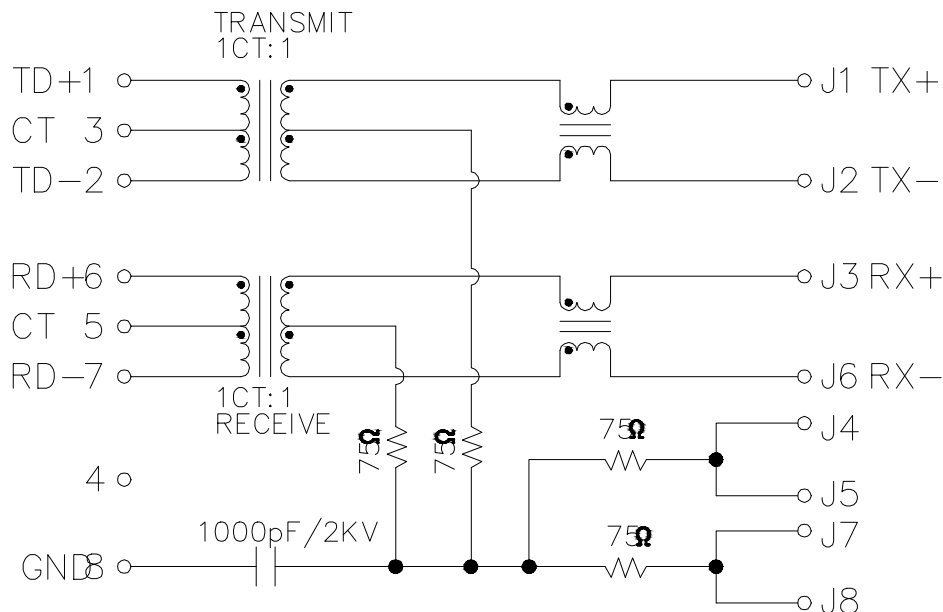 TRANSMIT
1CT:1
TD+1
J1 TX+
CT 3
TD-2
J2 TX-
RD+6
J3 RX+
CT 5
RD-7
J6 RX-
1CT:1
RECEIVE
75Ω
75Ω
75Ω
J4
4
J5
1000pF/2KV
75Ω
J7
GND8
J8